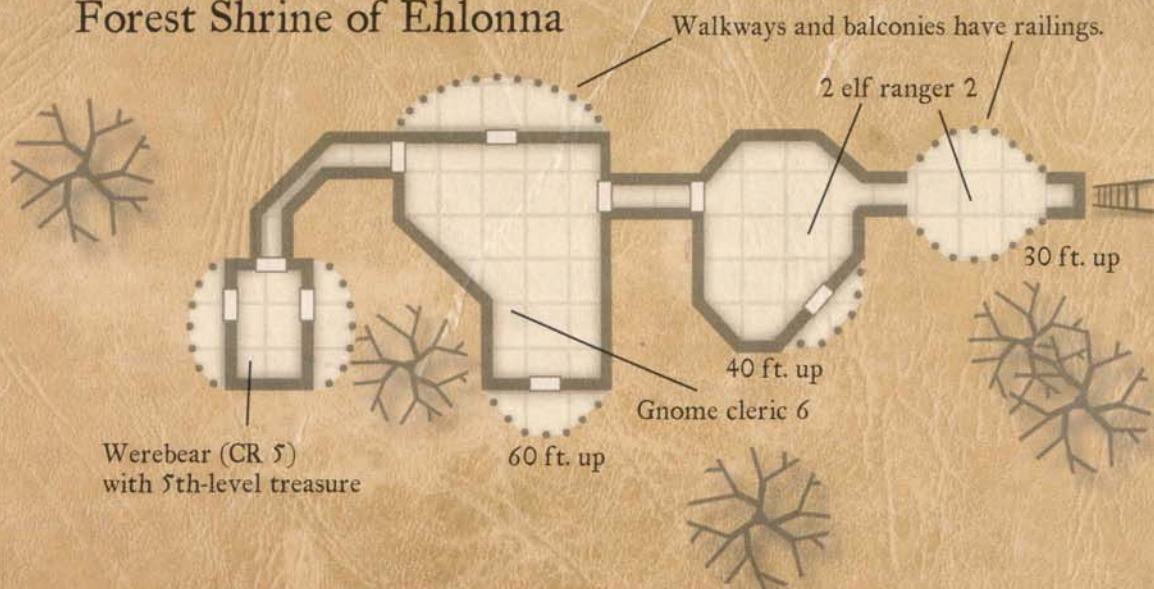 Forest Shrine of Ehlonna
Walkways and balconies have railings.
2 elf ranger 2
30 ft. up
40 ft. up
Gnome cleric 6
60 ft. up
Werebear (CR 5)
with 5th-level treasure